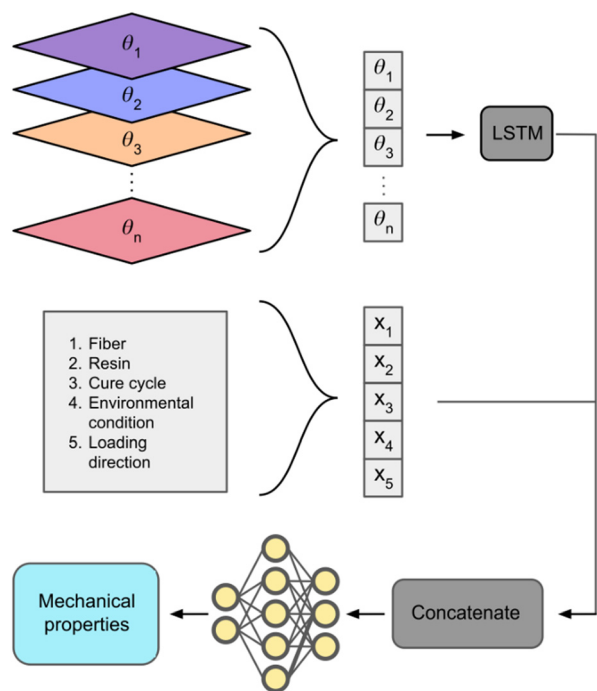 θ1
θ2
θ3
θn
θ1
θ2
θ3
θn
LSTM
1. Fiber
2. Resin
3. Cure cycle
4. Environmental
condition
5. Loading
direction
x1
x2
x3
x4
x5
Mechanical
properties
Concatenate